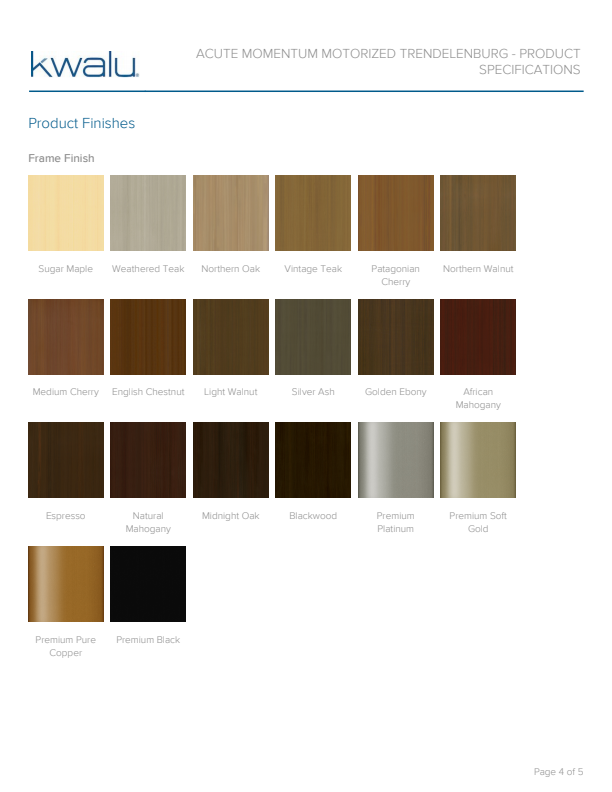 kwalu.
ACUTE MOMENTUM MOTORIZED TRENDELENBURG - PRODUCT
SPECIFICATIONS
Product Finishes
Frame Finish
Sugar Maple
Weathered Teak
Northern Oak
Vintage Teak
Patagonian
Cherry
Northern Walnut
Medium Cherry
English Chestnut
Light Walnut
Silver Ash
Golden Ebony
African
Mahogany
Espresso
Natural
Mahogany
Midnight Oak
Blackwood
Premium
Platinum
Premium Soft
Gold
Premium Pure
Copper
Premium Black
Page 4 of 5